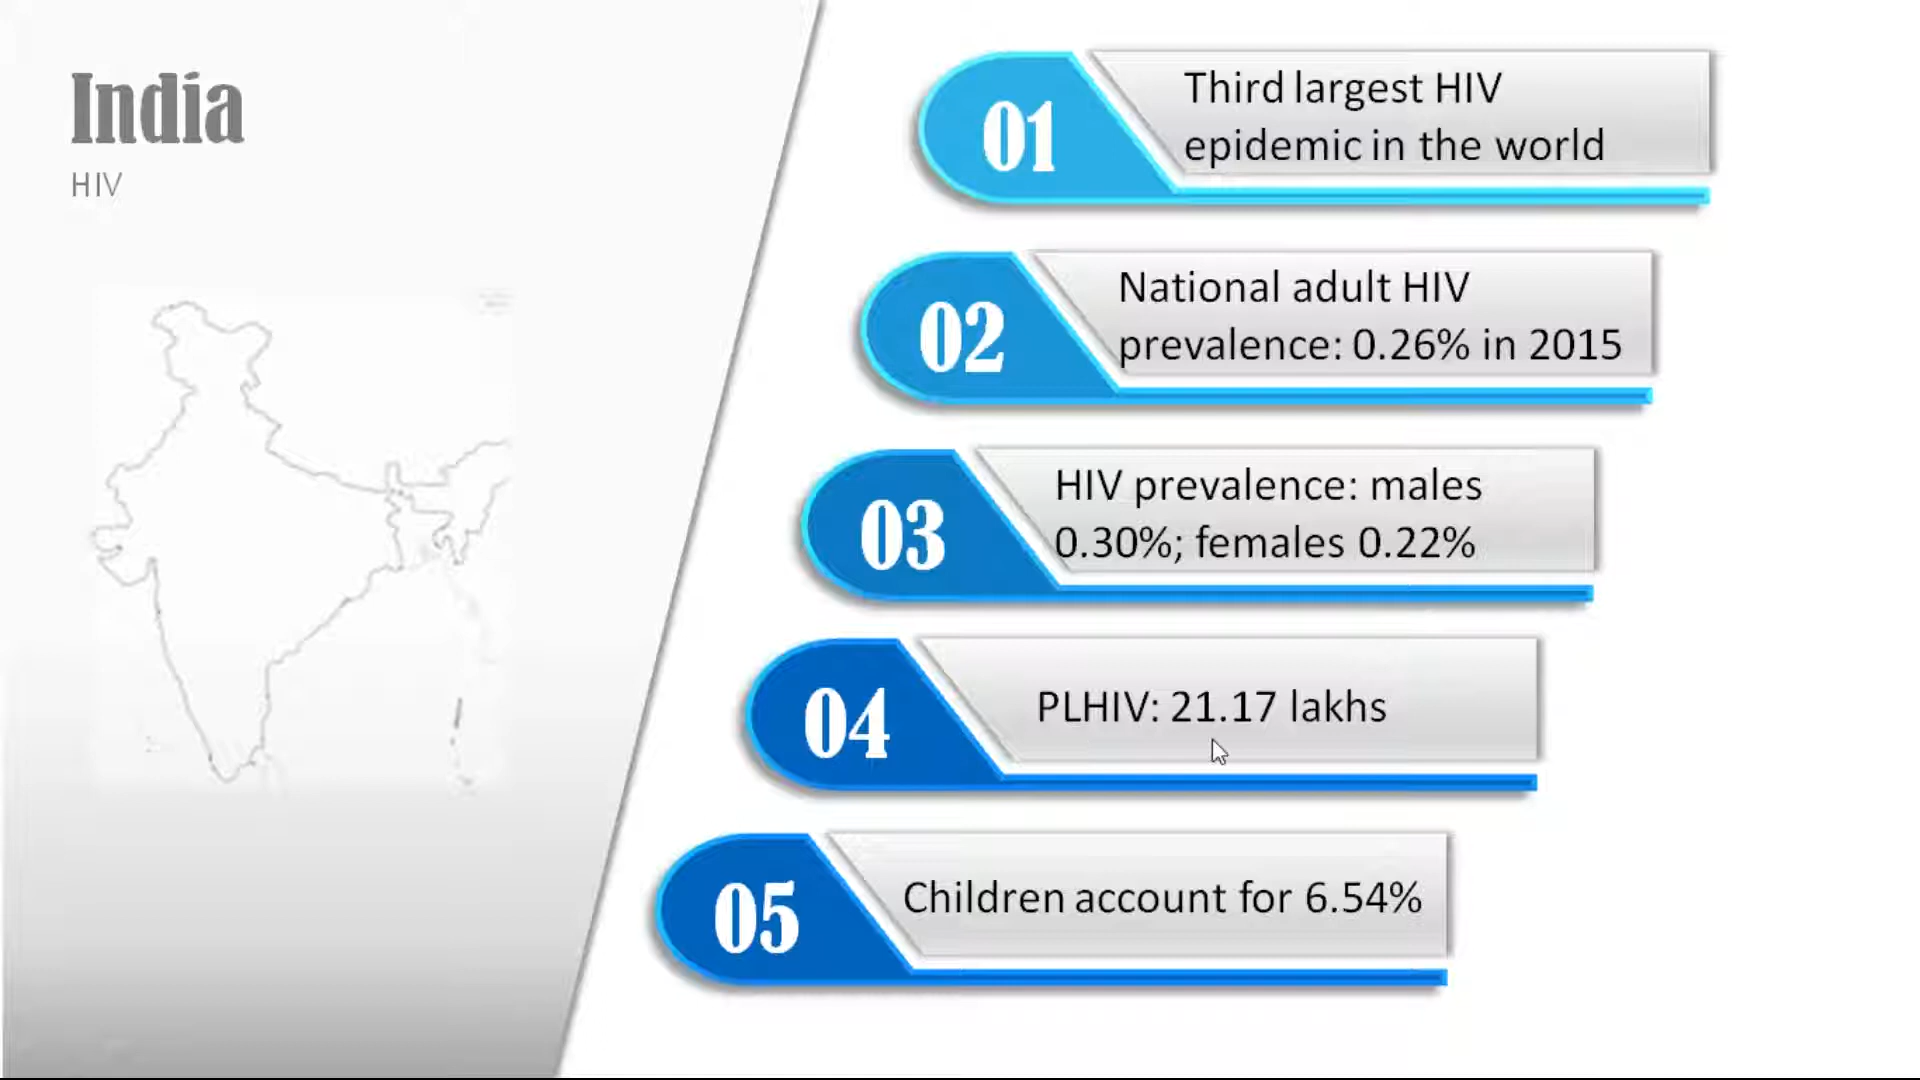 India
HIV
01
Third largest HIV
epidemic in the world
02
National adult HIV
prevalence: 0.26% in 2015
03
HIV prevalence: males
0.30%; females 0.22%
04
PLHIV: 21.17 lakhs
05
Children account for 6.54%